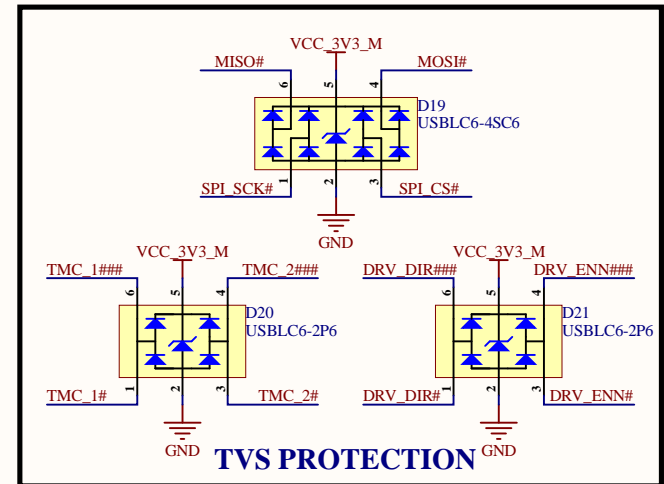 VCC_3V3_M
MISO# MOSI#
6 5 4
D19
USBLC6-4SC6
1 2 3
SPI_SCK# SPI_CS#
GND
VCC_3V3_M VCC_3V3_M
TMC_1### TMC_2### DRV_DIR### DRV_ENN###
6 5 4 6 5 4
D20 D21
USBLC6-2P6 USBLC6-2P6
1 2 3 1 2 3
TMC_1# TMC_2# DRV_DIR# DRV_ENN#
GND GND
TVS PROTECTION